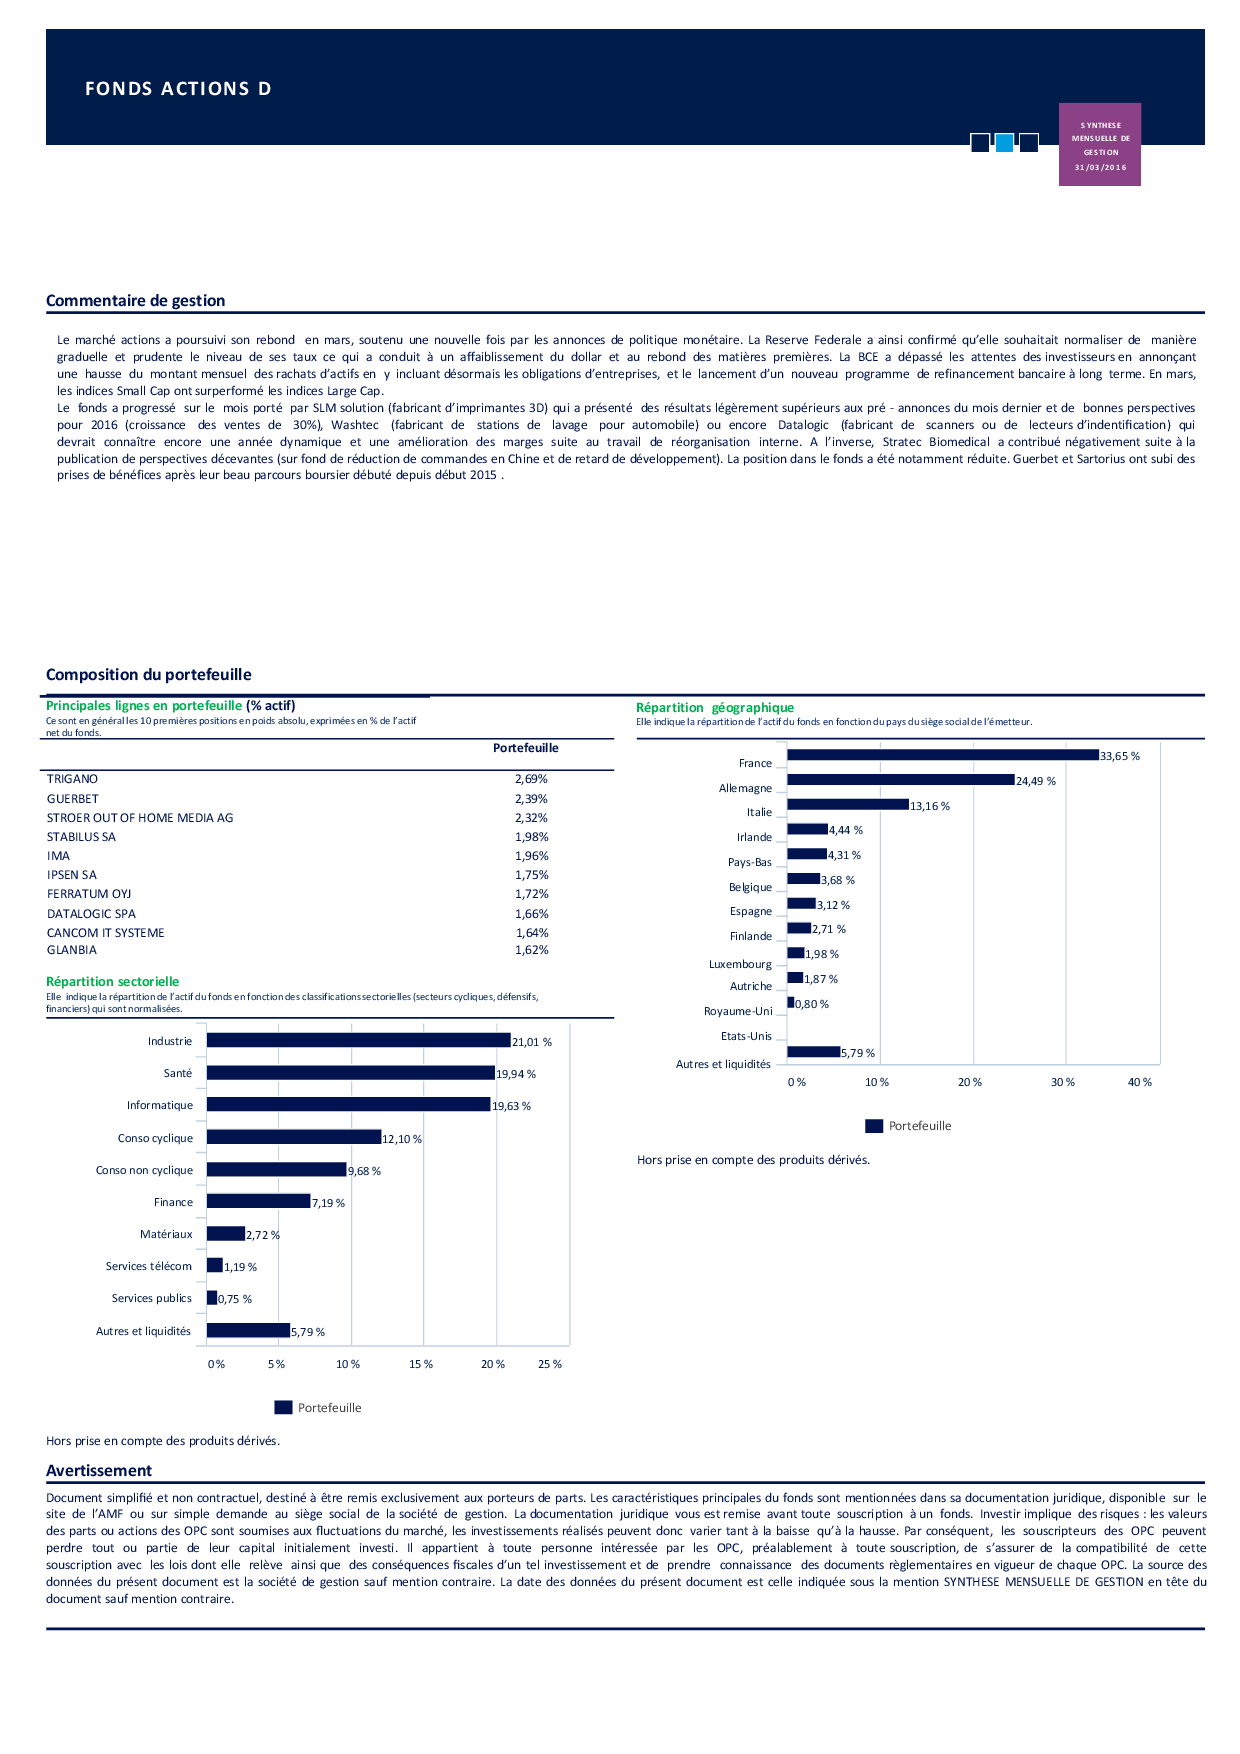 FONDS ACTIONS D
SYNTHESE
MENSUELLE DE
GESTION
31/03/2016
Commentaire de gestion
Le marché actions a poursuivi son rebond en mars, soutenu une nouvelle fois par les annonces de politique monétaire. La Reserve Federale a ainsi confirmé qu’elle souhaitait normaliser de manière
graduelle et prudente le niveau de ses taux ce qui a conduit à un affaiblissement du dollar et au rebond des matières premières. La BCE a dépassé les attentes des investisseurs en annonçant
une hausse du montant mensuel des rachats d’actifs en y incluant désormais les obligations d’entreprises, et le lancement d’un nouveau programme de refinancement bancaire à long terme. En mars,
les indices Small Cap ont surperformé les indices Large Cap.
Le fonds a progressé sur le mois porté par SLM solution (fabricant d’imprimantes 3D) qui a présenté des résultats légèrement supérieurs aux pré - annonces du mois dernier et de bonnes perspectives
pour 2016 (croissance des ventes de 30%), Washtec (fabricant de stations de lavage pour automobile) ou encore Datalogic (fabricant de scanners ou de lecteurs d’indentification) qui
devrait connaître encore une année dynamique et une amélioration des marges suite au travail de réorganisation interne. A l’inverse, Stratec Biomedical a contribué négativement suite à la
publication de perspectives décevantes (sur fond de réduction de commandes en Chine et de retard de développement). La position dans le fonds a été notamment réduite. Guerbet et Sartorius ont subi des
prises de bénéfices après leur beau parcours boursier débuté depuis début 2015 .
Composition du portefeuille
Principales lignes en portefeuille (% actif)
Ce sont en général les 10 premières positions en poids absolu, exprimées en % de l’actif
net du fonds.
Portefeuille
TRIGANO 2,69%
GUERBET 2,39%
STROER OUT OF HOME MEDIA AG 2,32%
STABILUS SA 1,98%
IMA 1,96%
IPSEN SA 1,75%
FERRATUM OYJ 1,72%
DATALOGIC SPA 1,66%
CANCOM IT SYSTEME 1,64%
GLANBIA 1,62%
Répartition sectorielle
Elle indique la répartition de l’actif du fonds en fonction des classifications sectorielles (secteurs cycliques, défensifs,
financiers) qui sont normalisées.
Industrie 21,01 %
Santé 19,94 %
Informatique 19,63 %
Conso cyclique 12,10 %
Conso non cyclique 9,68 %
Finance 7,19 %
Matériaux 2,72 %
Services télécom 1,19 %
Services publics 0,75 %
Autres et liquidités 5,79 %
0 % 5 % 10 % 15 % 20 % 25 %
Portefeuille
Hors prise en compte des produits dérivés.
Répartition géographique
Elle indique la répartition de l’actif du fonds en fonction du pays du siège social de l’émetteur.
France 33,65 %
Allemagne 24,49 %
Italie 13,16 %
Irlande 4,44 %
Pays-Bas 4,31 %
Belgique 3,68 %
Espagne 3,12 %
Finlande 2,71 %
Luxembourg 1,98 %
Autriche 1,87 %
Royaume-Uni 0,80 %
Etats-Unis
Autres et liquidités 5,79 %
0 % 10 % 20 % 30 % 40 %
Portefeuille
Hors prise en compte des produits dérivés.
Avertissement
Document simplifié et non contractuel, destiné à être remis exclusivement aux porteurs de parts. Les caractéristiques principales du fonds sont mentionnées dans sa documentation juridique, disponible sur le
site de l’AMF ou sur simple demande au siège social de la société de gestion. La documentation juridique vous est remise avant toute souscription à un fonds. Investir implique des risques : les valeurs
des parts ou actions des OPC sont soumises aux fluctuations du marché, les investissements réalisés peuvent donc varier tant à la baisse qu’à la hausse. Par conséquent, les souscripteurs des OPC peuvent
perdre tout ou partie de leur capital initialement investi. Il appartient à toute personne intéressée par les OPC, préalablement à toute souscription, de s’assurer de la compatibilité de cette
souscription avec les lois dont elle relève ainsi que des conséquences fiscales d’un tel investissement et de prendre connaissance des documents règlementaires en vigueur de chaque OPC. La source des
données du présent document est la société de gestion sauf mention contraire. La date des données du présent document est celle indiquée sous la mention SYNTHESE MENSUELLE DE GESTION en tête du
document sauf mention contraire.